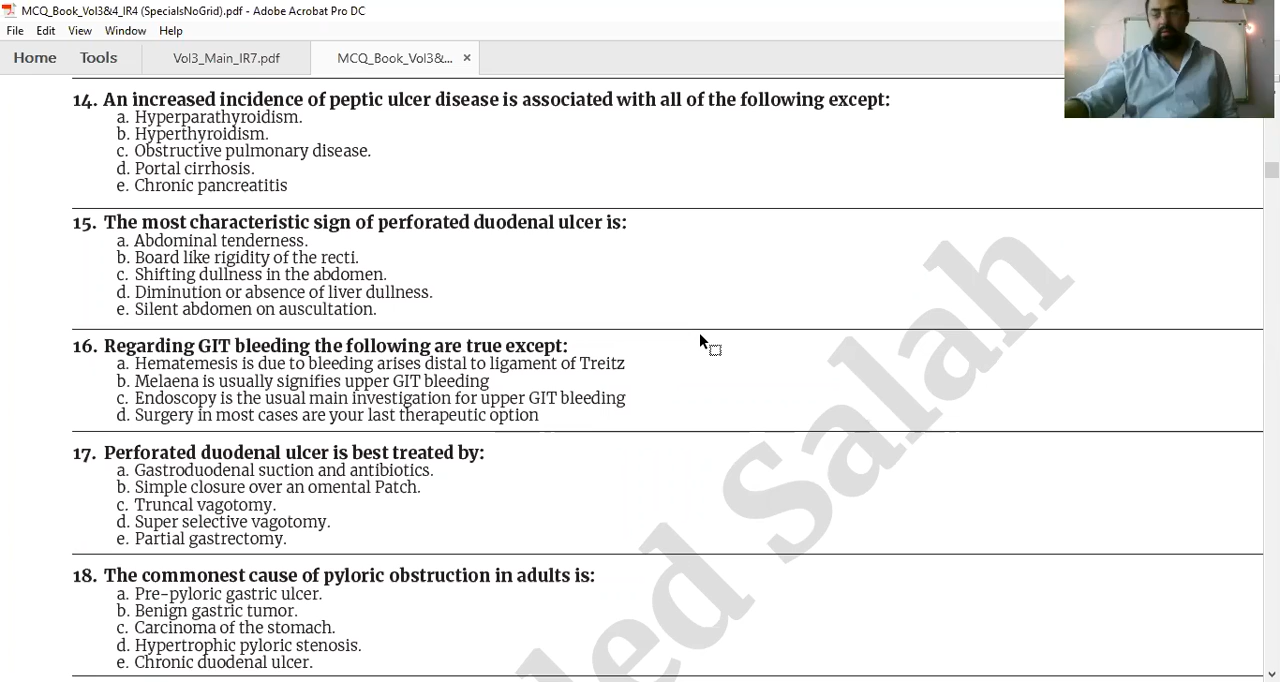 MCQ_Book_Vol3&4_IR4 (SpecialsNoGrid).pdf - Adobe Acrobat Pro DC
File Edit View Window Help
Home Tools Vol3_Main_IR7.pdf MCQ_Book_Vol3&... ×
14. An increased incidence of peptic ulcer disease is associated with all of the following except:
a. Hyperparathyroidism.
b. Hyperthyroidism.
c. Obstructive pulmonary disease.
d. Portal cirrhosis.
e. Chronic pancreatitis
15. The most characteristic sign of perforated duodenal ulcer is:
a. Abdominal tenderness.
b. Board like rigidity of the recti.
c. Shifting dullness in the abdomen.
d. Diminution or absence of liver dullness.
e. Silent abdomen on auscultation.
16. Regarding GIT bleeding the following are true except:
a. Hematemesis is due to bleeding arises distal to ligament of Treitz
b. Melaena is usually signifies upper GIT bleeding
c. Endoscopy is the usual main investigation for upper GIT bleeding
d. Surgery in most cases are your last therapeutic option
17. Perforated duodenal ulcer is best treated by:
a. Gastroduodenal suction and antibiotics.
b. Simple closure over an omental Patch.
c. Truncal vagotomy.
d. Super selective vagotomy.
e. Partial gastrectomy.
18. The commonest cause of pyloric obstruction in adults is:
a. Pre-pyloric gastric ulcer.
b. Benign gastric tumor.
c. Carcinoma of the stomach.
d. Hypertrophic pyloric stenosis.
e. Chronic duodenal ulcer.
led Salah